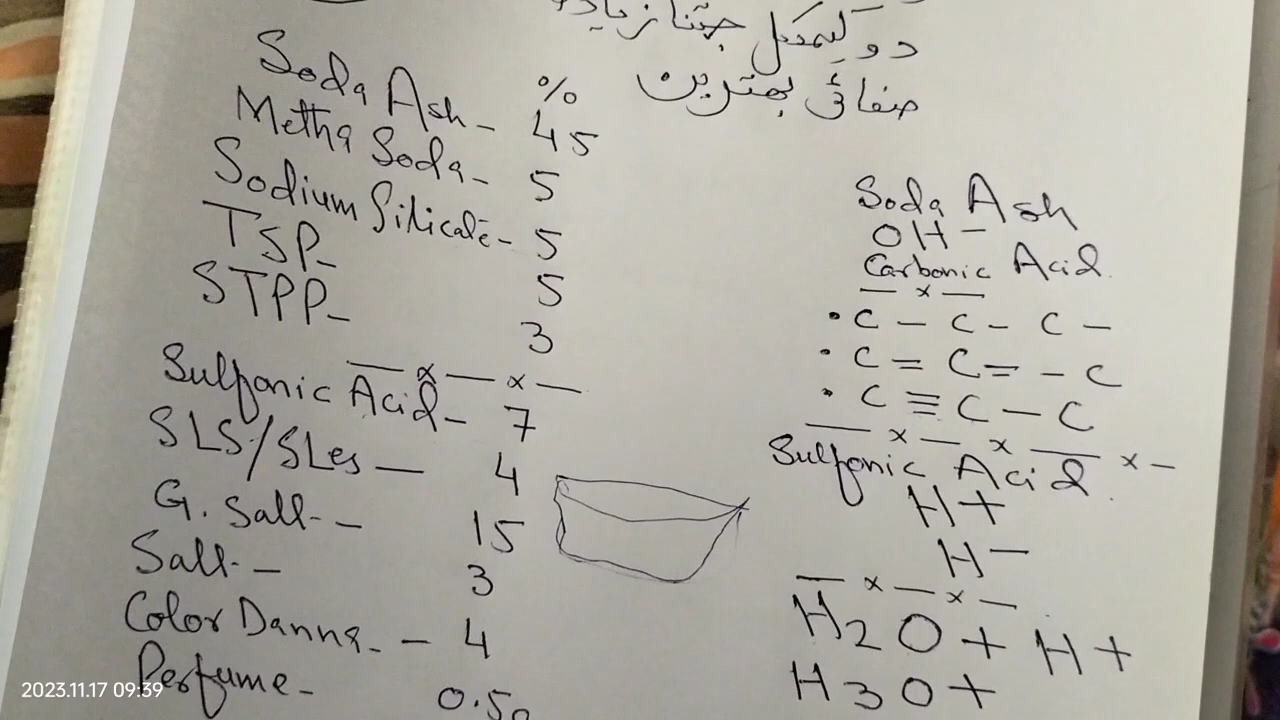 دو کیمیکل جتنا زیادہ
صفائی بہترین
%
Soda Ash - 45
Metha Soda - 5
Sodium Silicate - 5
TSP - 5
STPP - 3
— x — x —
Sulfonic Acid - 7
SLS/SLes — 4
G. Salt - 15
Salt - 3
Color Danna - 4
Perfume - 0.50
Soda Ash
OH -
Carbonic Acid
— x —
• C - C - C -
• C = C = - C
• C ≡ C - C
— x — x — x -
Sulfonic Acid.
H+
H-
— x — x —
H2O + H+
H3O+
2023.11.17 09:39